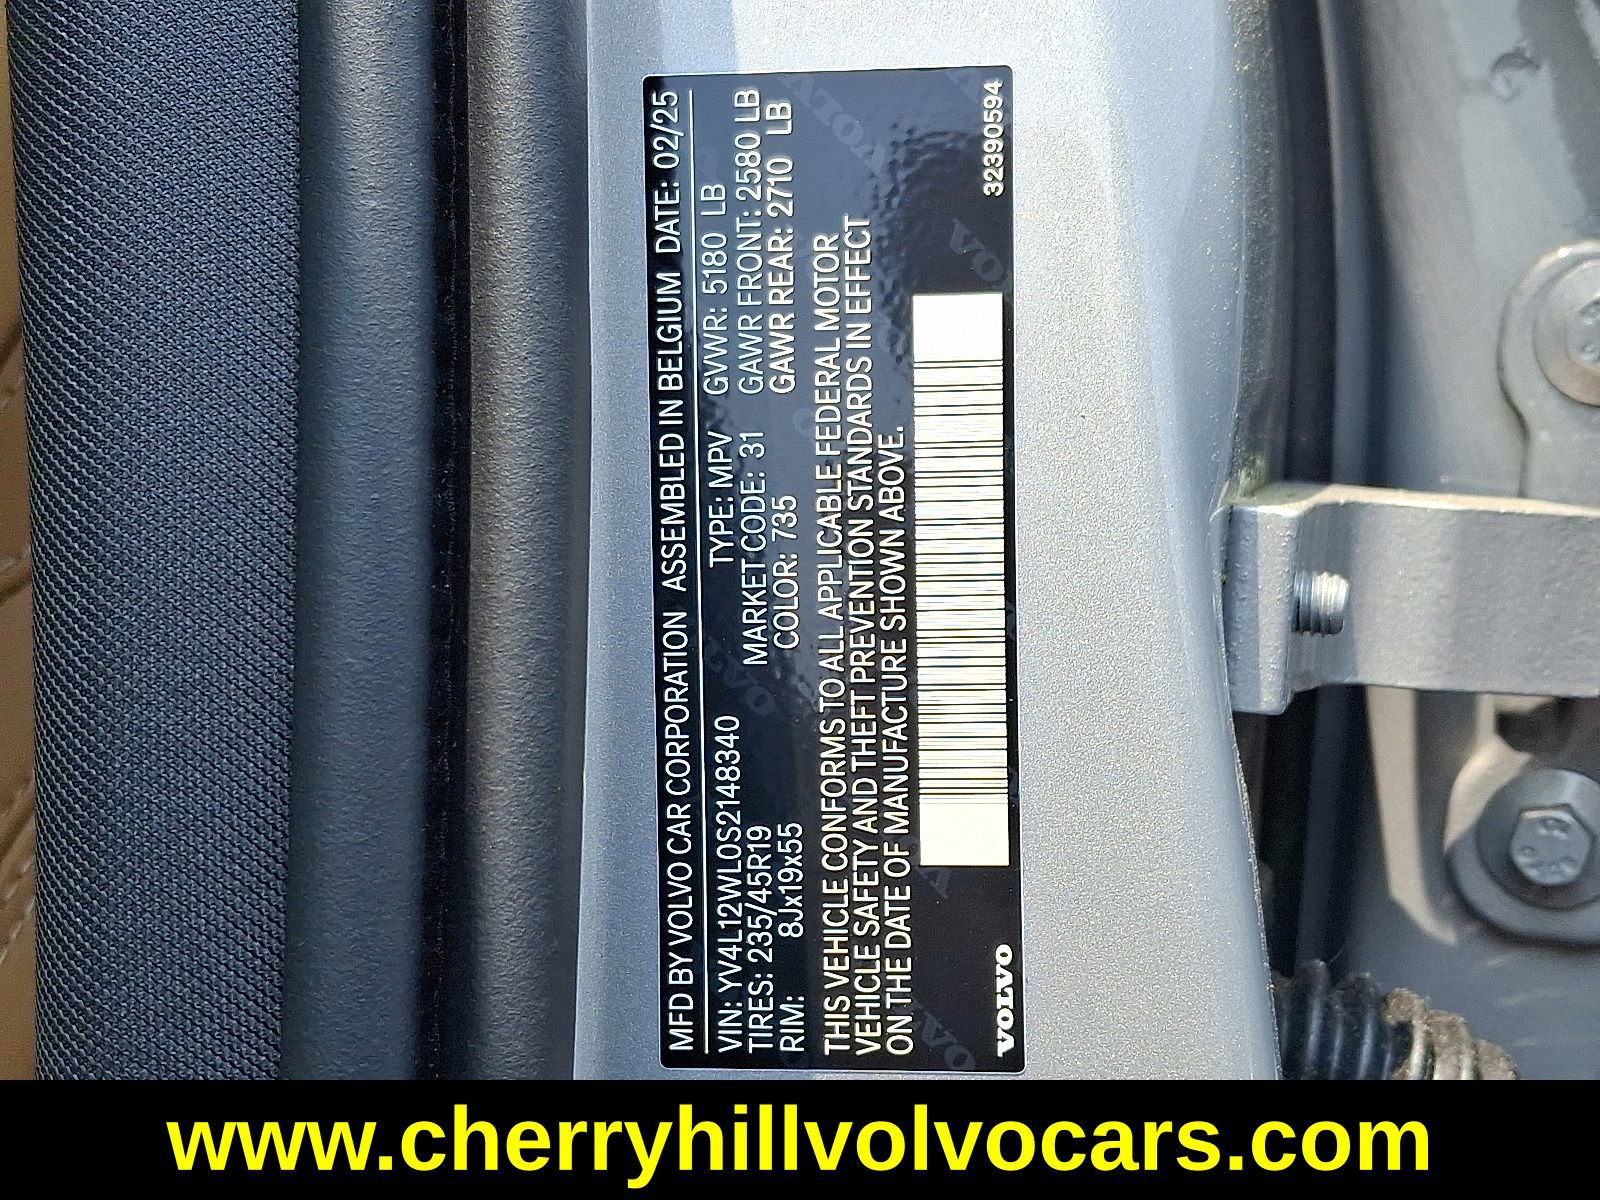 MFD BY VOLVO CAR CORPORATION ASSEMBLED IN BELGIUM DATE: 02/25
VIN: YV4L12WL0S2148340 TYPE: MPV GVWR: 5180 LB
TIRES: 235/45R19 MARKET CODE: 31 GAWR FRONT: 2580 LB
RIM: 8Jx19x55 COLOR: 735 GAWR REAR: 2710 LB
THIS VEHICLE CONFORMS TO ALL APPLICABLE FEDERAL MOTOR
VEHICLE SAFETY AND THEFT PREVENTION STANDARDS IN EFFECT
ON THE DATE OF MANUFACTURE SHOWN ABOVE.
VOLVO 32390594
www.cherryhillvolvocars.com